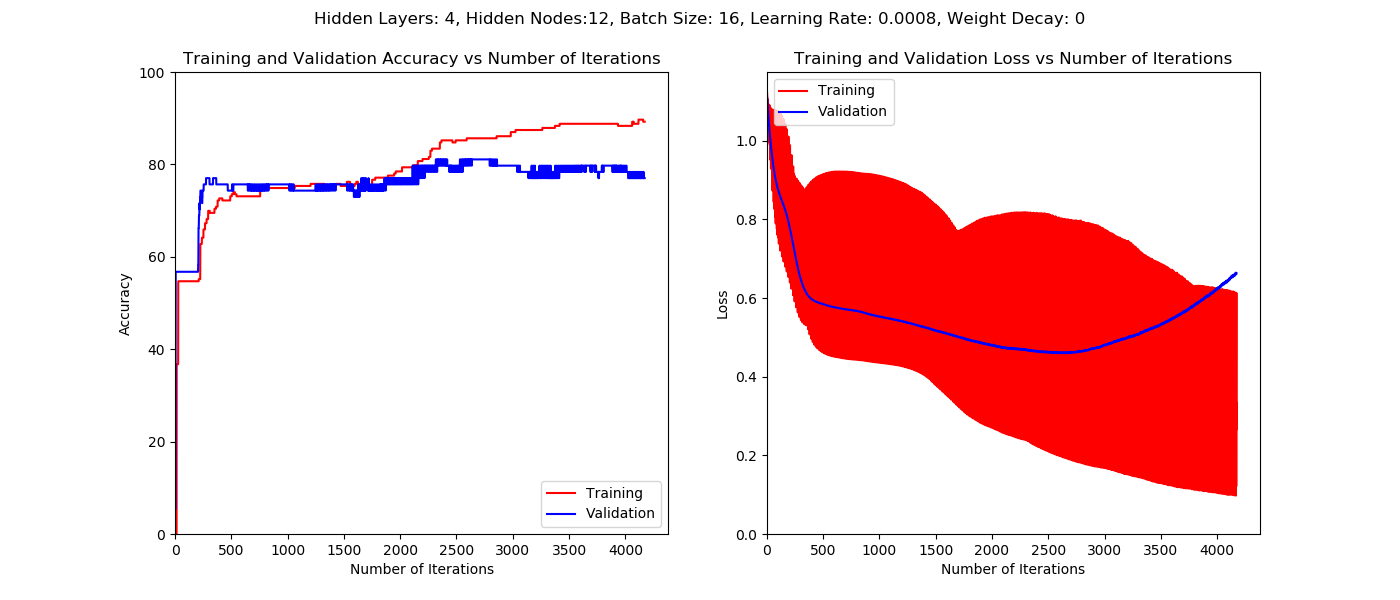 Hidden Layers: 4, Hidden Nodes:12, Batch Size: 16, Learning Rate: 0.0008, Weight Decay: 0
Training and Validation Accuracy vs Number of Iterations
100
80
60
40
20
0
Accuracy
0 500 1000 1500 2000 2500 3000 3500 4000
Number of Iterations
Training
Validation
Training and Validation Loss vs Number of Iterations
Training
Validation
1.0
0.8
0.6
0.4
0.2
0.0
Loss
0 500 1000 1500 2000 2500 3000 3500 4000
Number of Iterations